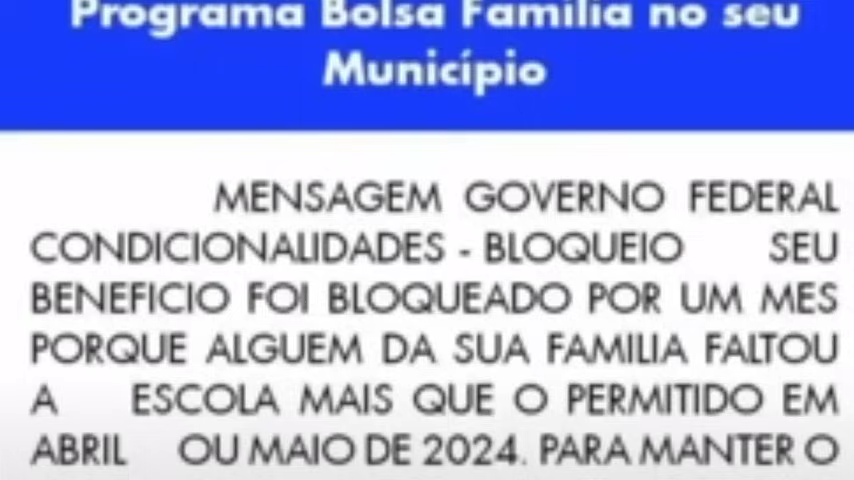 Programa Bolsa Família no seu
Município
MENSAGEM GOVERNO FEDERAL
CONDICIONALIDADES - BLOQUEIO SEU
BENEFICIO FOI BLOQUEADO POR UM MES
PORQUE ALGUEM DA SUA FAMILIA FALTOU
A ESCOLA MAIS QUE O PERMITIDO EM
ABRIL OU MAIO DE 2024. PARA MANTER O